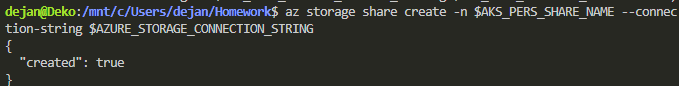 dejan@Deko:/mnt/c/Users/dejan/Homework$ az storage share create -n $AKS_PERS_SHARE_NAME --connec
tion-string $AZURE_STORAGE_CONNECTION_STRING
{
  "created": true
}